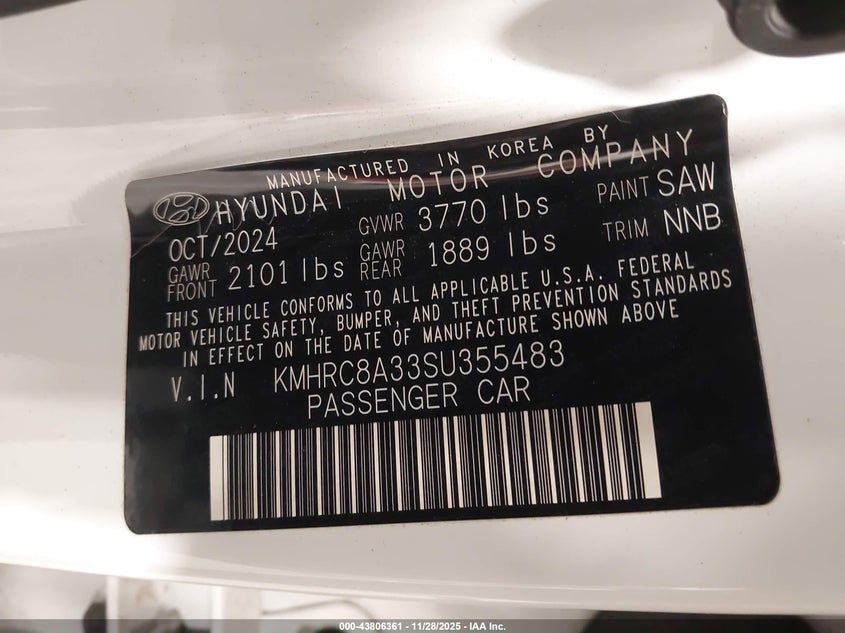 MANUFACTURED IN KOREA BY
HYUNDAI MOTOR COMPANY
OCT/2024 GVWR 3770 lbs PAINT SAW
GAWR FRONT 2101 lbs GAWR REAR 1889 lbs TRIM NNB
THIS VEHICLE CONFORMS TO ALL APPLICABLE U.S.A. FEDERAL
MOTOR VEHICLE SAFETY, BUMPER, AND THEFT PREVENTION STANDARDS
IN EFFECT ON THE DATE OF MANUFACTURE SHOWN ABOVE
V.I.N KMHRC8A33SU355483
PASSENGER CAR
000-43806361 - 11/28/2025 - IAA Inc.